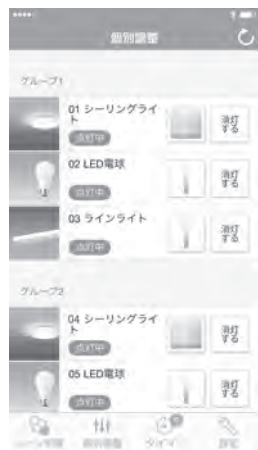 個別調整
グループ1
01 シーリングライ
ト
点灯中
消灯
する
02 LED電球
点灯中
消灯
する
03 ラインライト
点灯中
消灯
する
グループ2
04 シーリングライ
ト
点灯中
消灯
する
05 LED電球
点灯中
消灯
する
個別調整
タイマー
設定